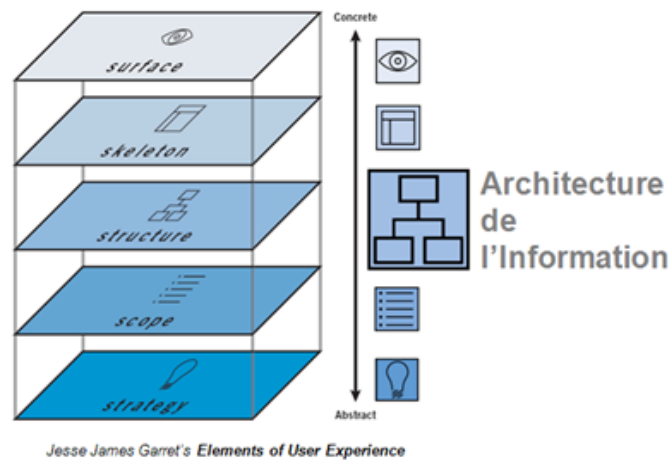 Concrete
surface
skeleton
structure
scope
strategy
Architecture
de
l'Information
Abstract
Jesse James Garret's Elements of User Experience